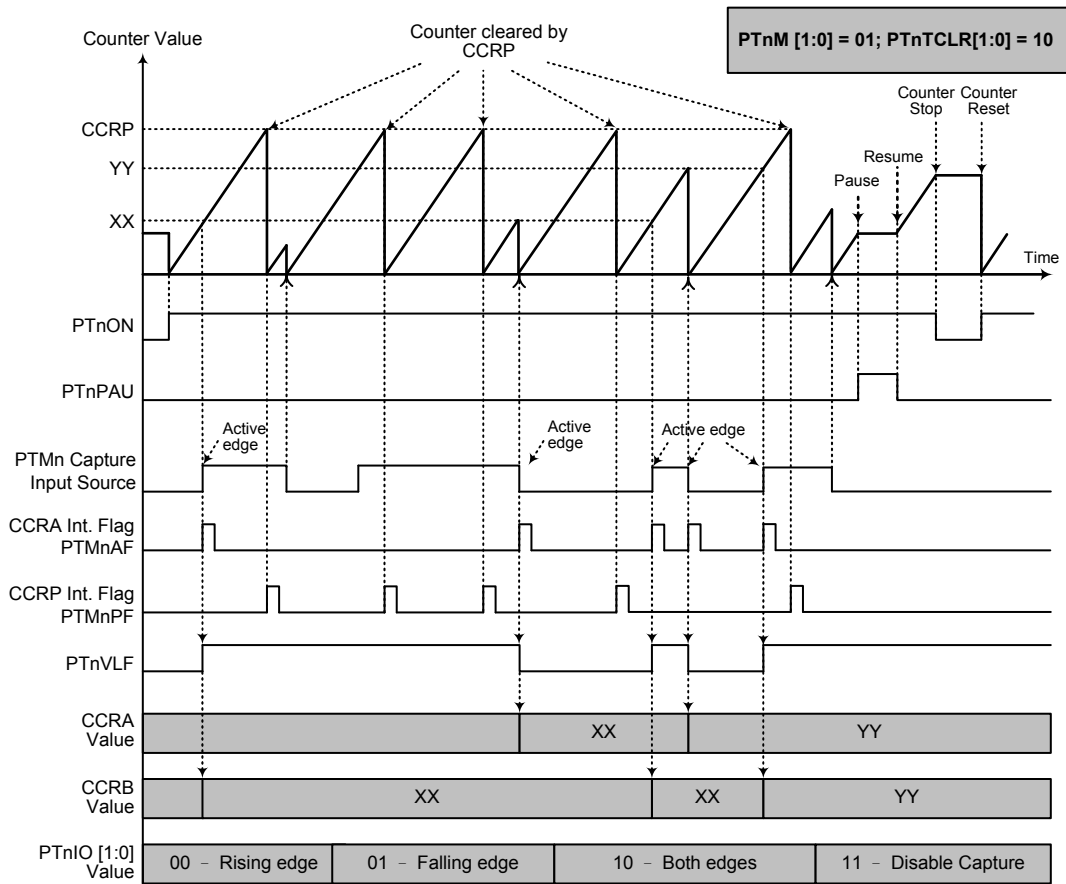 Counter Value
Counter cleared by
CCRP
PTnM [1:0] = 01; PTnTCLR[1:0] = 10
Counter
Stop
Counter
Reset
CCRP
YY
XX
Resume
Pause
Time
PTnON
PTnPAU
Active
edge
Active
edge
Active edge
PTMn Capture
Input Source
CCRA Int. Flag
PTMnAF
CCRP Int. Flag
PTMnPF
PTnVLF
CCRA
Value
XX
YY
CCRB
Value
XX
XX
YY
PTnIO [1:0]
Value
00 – Rising edge
01 – Falling edge
10 – Both edges
11 – Disable Capture